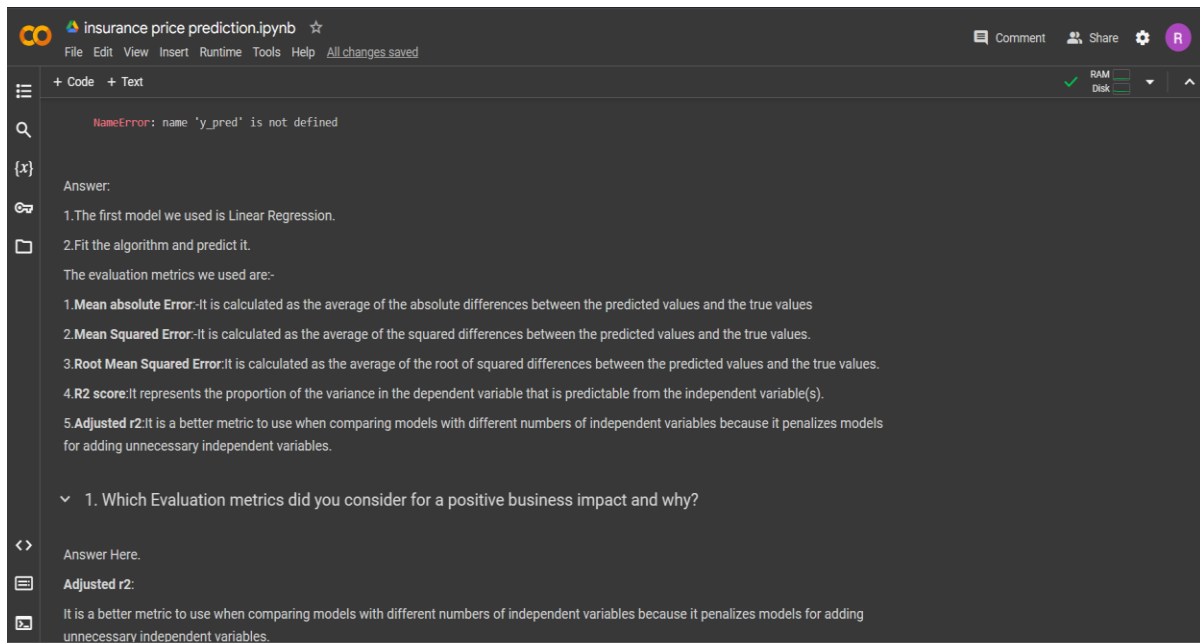 insurance price prediction.ipynb
File Edit View Insert Runtime Tools Help All changes saved
Comment Share R
+ Code + Text
RAM
Disk
{x}
NameError: name 'y_pred' is not defined
Answer:
1.The first model we used is Linear Regression.
2.Fit the algorithm and predict it.
The evaluation metrics we used are:-
1.Mean absolute Error:-It is calculated as the average of the absolute differences between the predicted values and the true values
2.Mean Squared Error:-It is calculated as the average of the squared differences between the predicted values and the true values.
3.Root Mean Squared Error:It is calculated as the average of the root of squared differences between the predicted values and the true values.
4.R2 score:It represents the proportion of the variance in the dependent variable that is predictable from the independent variable(s).
5.Adjusted r2:It is a better metric to use when comparing models with different numbers of independent variables because it penalizes models
for adding unnecessary independent variables.
1. Which Evaluation metrics did you consider for a positive business impact and why?
Answer Here.
Adjusted r2:
It is a better metric to use when comparing models with different numbers of independent variables because it penalizes models for adding
unnecessary independent variables.